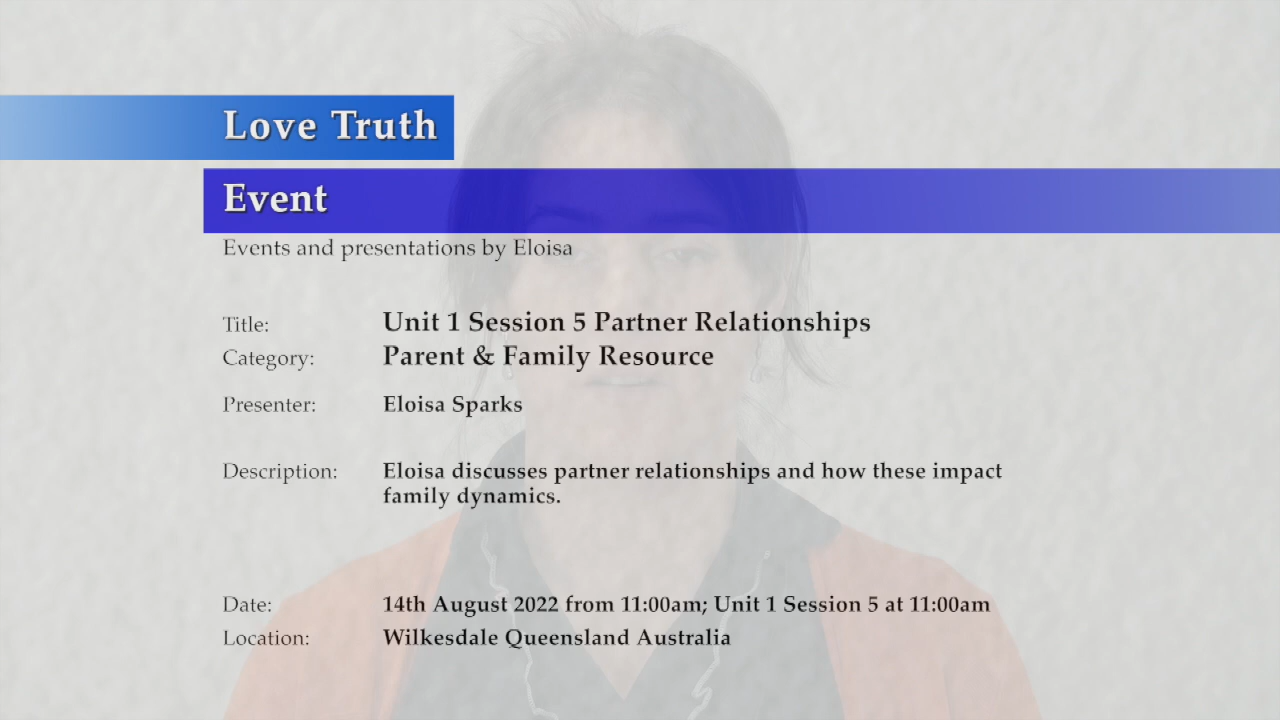 Love Truth
Event
Events and presentations by Eloisa
Title: Unit 1 Session 5 Partner Relationships
Category: Parent & Family Resource
Presenter: Eloisa Sparks
Description: Eloisa discusses partner relationships and how these impact
family dynamics.
Date: 14th August 2022 from 11:00am; Unit 1 Session 5 at 11:00am
Location: Wilkesdale Queensland Australia